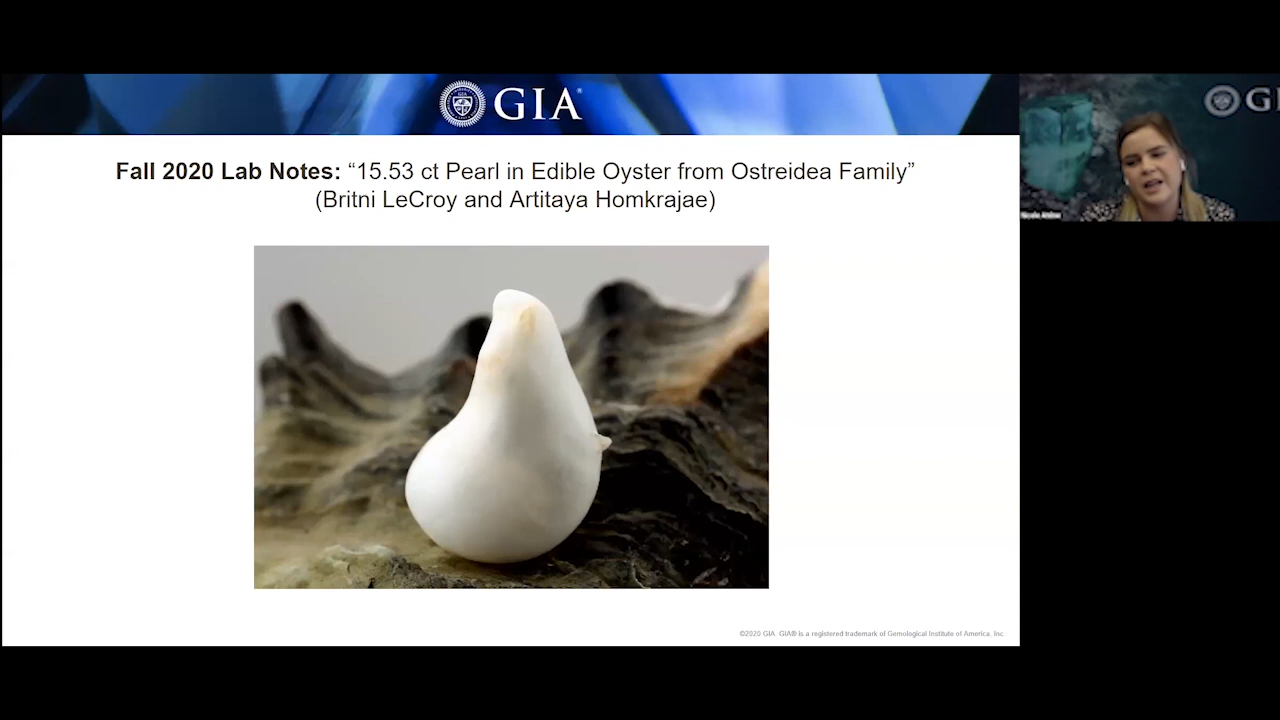 GIA®
Fall 2020 Lab Notes: “15.53 ct Pearl in Edible Oyster from Ostreidea Family”
(Britni LeCroy and Artitaya Homkrajae)
©2020 GIA. GIA® is a registered trademark of Gemological Institute of America, Inc.
GI